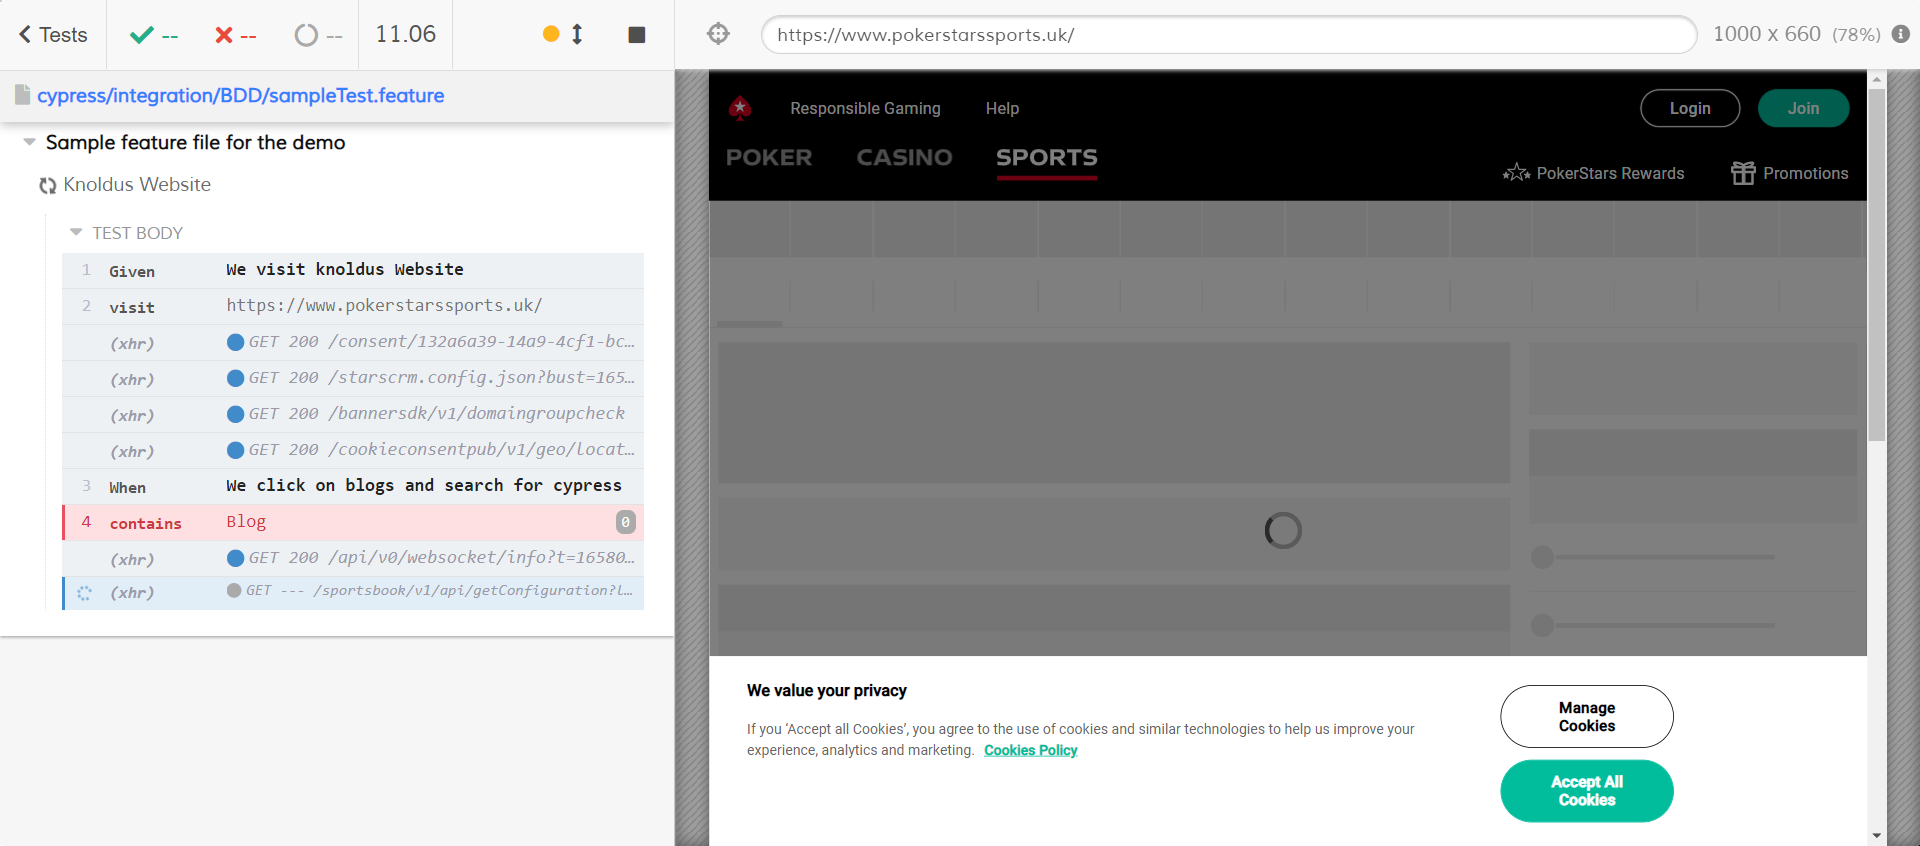 Tests
--
--
--
11.06
https://www.pokerstarssports.uk/
1000 x 660 (78%)
cypress/integration/BDD/sampleTest.feature
Sample feature file for the demo
Knoldus Website
TEST BODY
1 Given We visit knoldus Website
2 visit https://www.pokerstarssports.uk/
(xhr) GET 200 /consent/132a6a39-14a9-4cf1-bc…
(xhr) GET 200 /starscrm.config.json?bust=165…
(xhr) GET 200 /bannersdk/v1/domaingroupcheck
(xhr) GET 200 /cookieconsentpub/v1/geo/locat…
3 When We click on blogs and search for cypress
4 contains Blog 0
(xhr) GET 200 /api/v0/websocket/info?t=16580…
(xhr) GET --- /sportsbook/v1/api/getConfiguration?l…
Responsible Gaming Help
Login Join
POKER CASINO SPORTS
PokerStars Rewards Promotions
We value your privacy
If you ‘Accept all Cookies’, you agree to the use of cookies and similar technologies to help us improve your
experience, analytics and marketing. Cookies Policy
Manage
Cookies
Accept All
Cookies